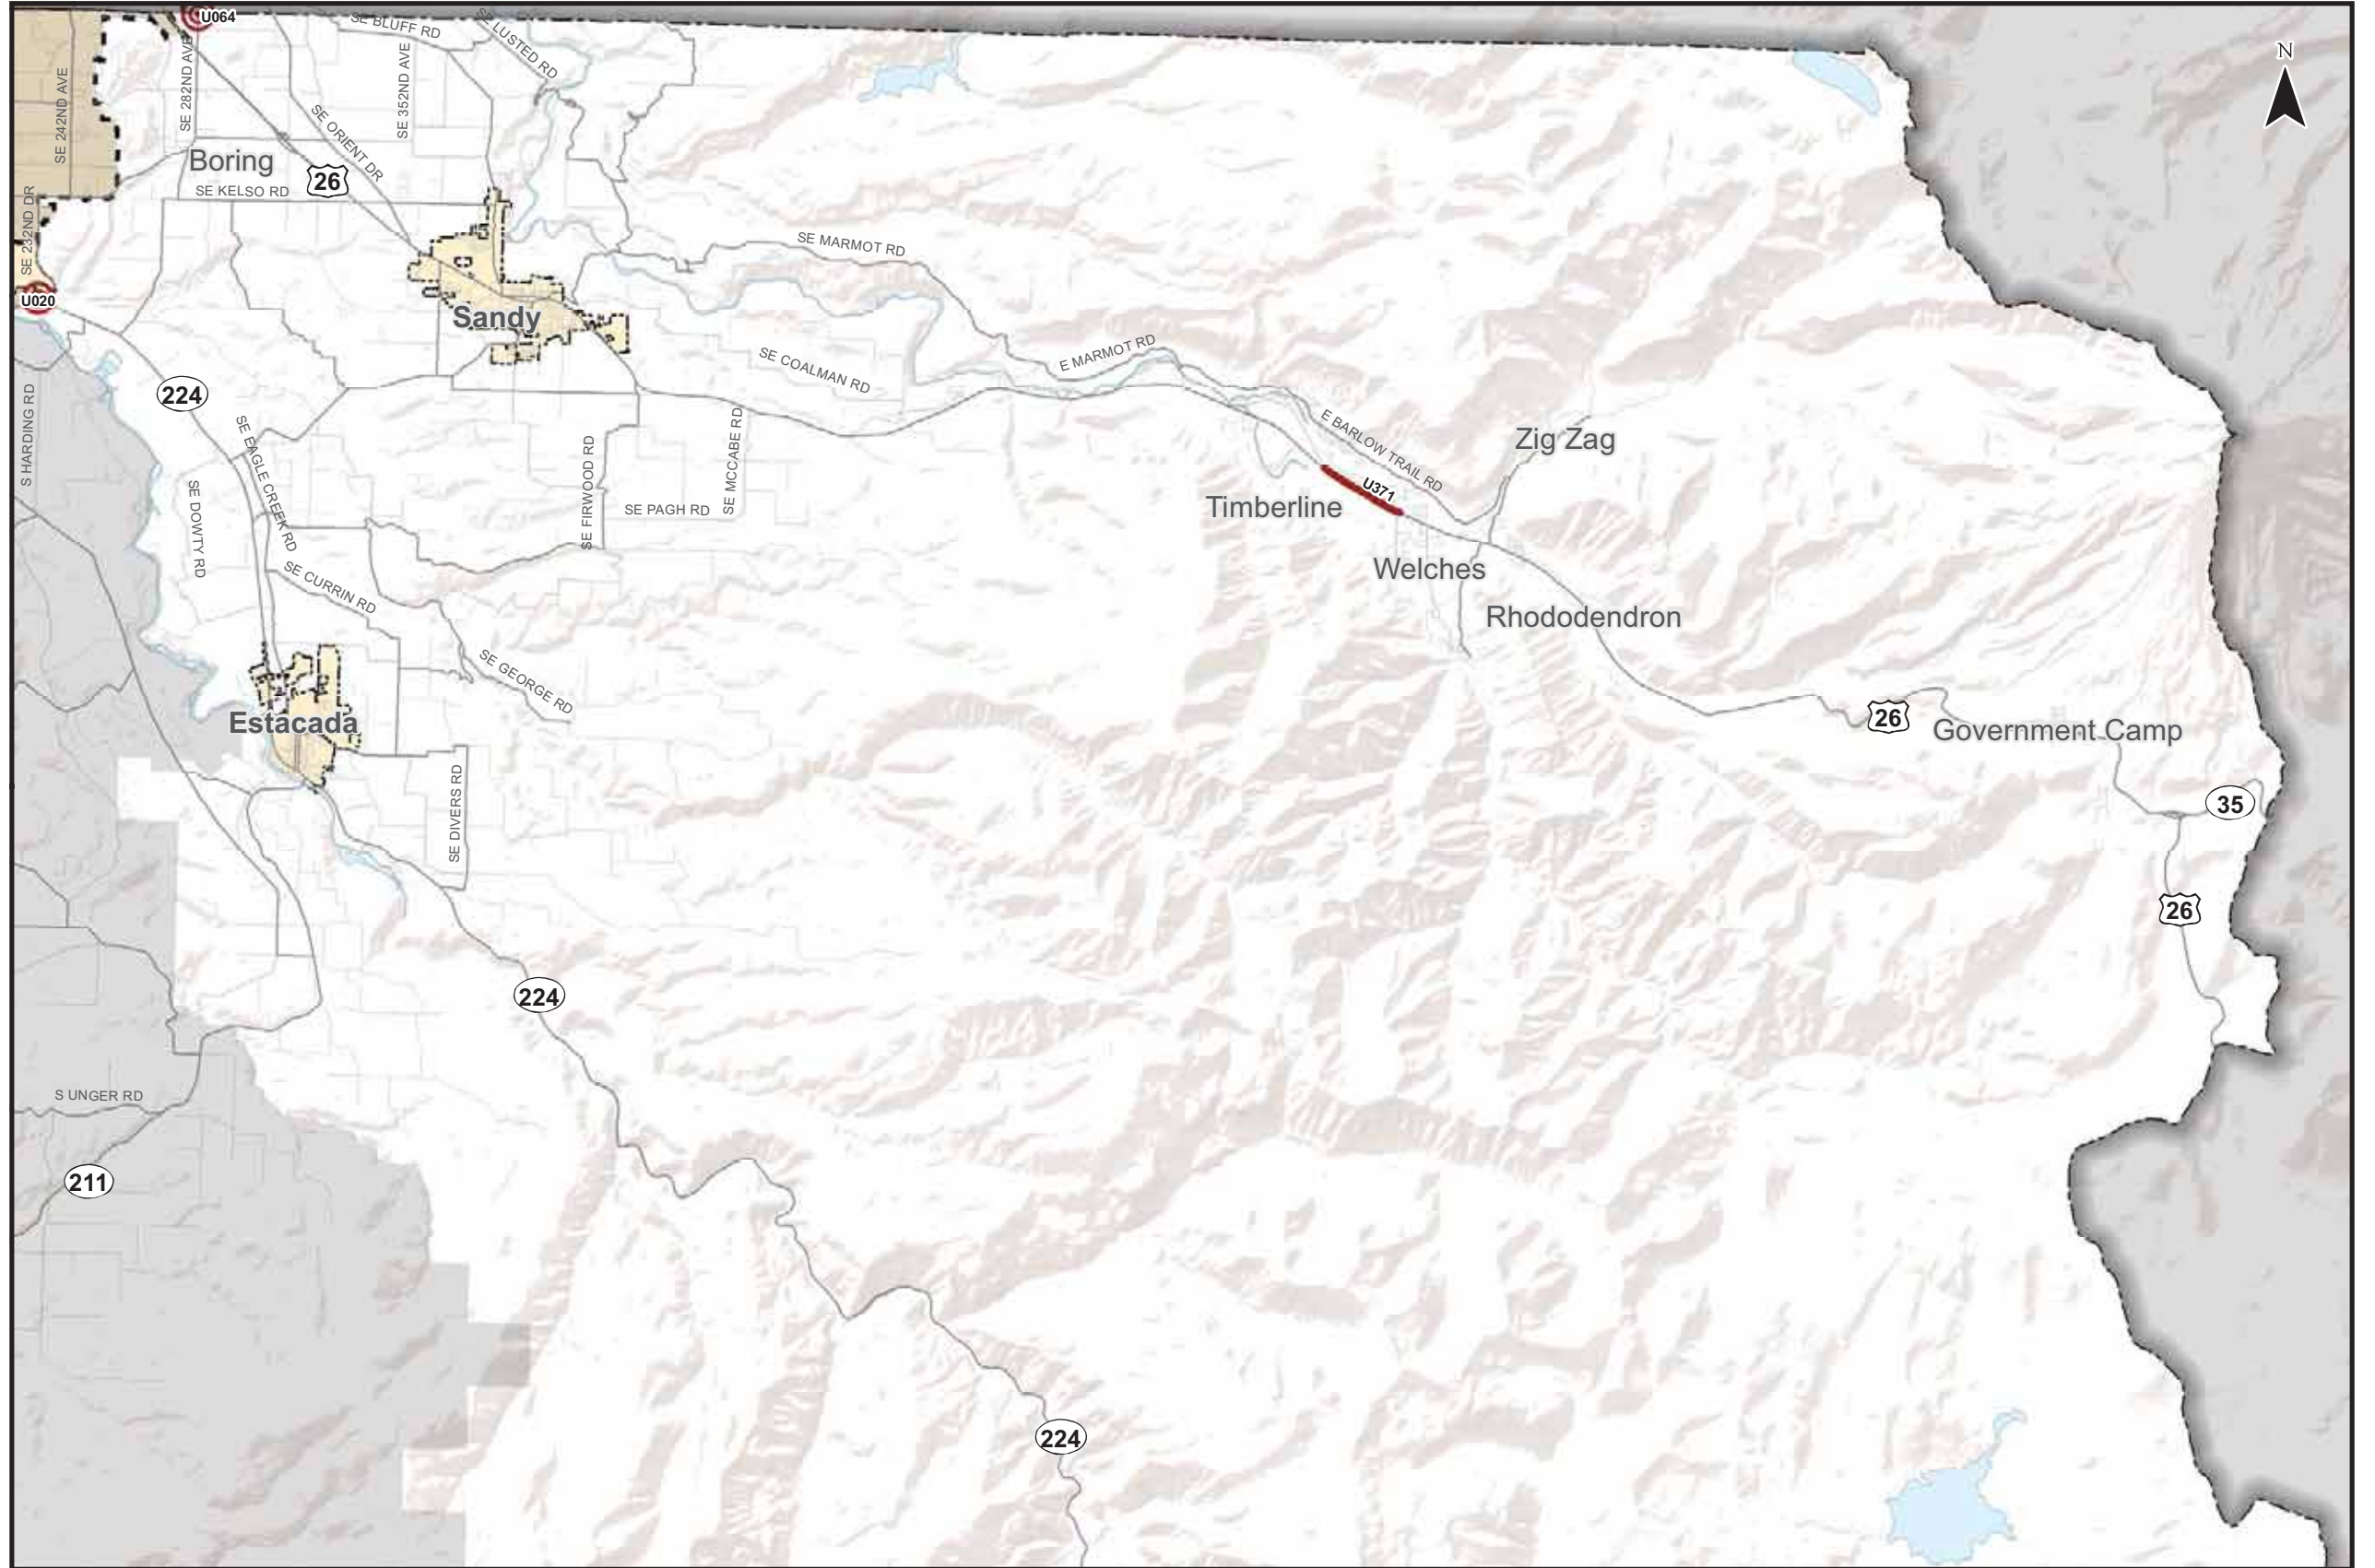 U064
SE BLUFF RD
SE LUSTED RD
N
SE 242ND AVE
SE 282ND AVE
SE 352ND AVE
SE ORIENT DR
Boring
26
SE KELSO RD
SE 232ND DR
SE MARMOT RD
U020
Sandy
E MARMOT RD
SE COALMAN RD
224
S HARDING RD
SE EAGLE CREEK RD
SE FIRWOOD RD
SE MCCABE RD
E BARLOW TRAIL RD
Zig Zag
U371
SE DOWTY RD
SE PAGH RD
Timberline
Welches
SE CURRIN RD
Rhododendron
SE GEORGE RD
Estacada
26
Government Camp
SE DIVERS RD
35
26
224
S UNGER RD
211
224